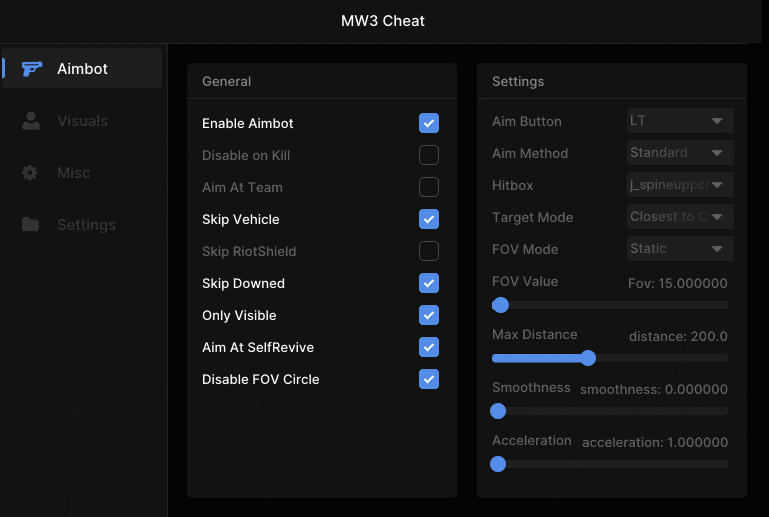 MW3 Cheat
Aimbot
Visuals
Misc
Settings
General
Enable Aimbot
Disable on Kill
Aim At Team
Skip Vehicle
Skip RiotShield
Skip Downed
Only Visible
Aim At SelfRevive
Disable FOV Circle
Settings
Aim Button LT
Aim Method Standard
Hitbox j_spineupper
Target Mode Closest to C
FOV Mode Static
FOV Value Fov: 15.000000
Max Distance distance: 200.0
Smoothness smoothness: 0.000000
Acceleration acceleration: 1.000000